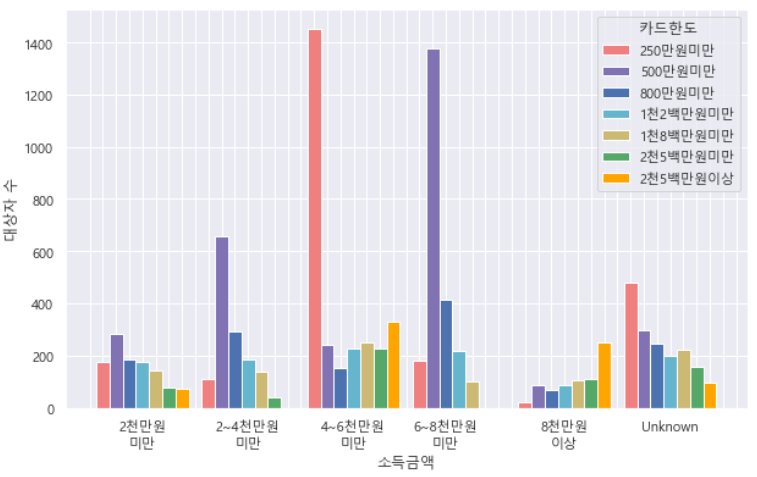 카드한도
250만원미만
500만원미만
800만원미만
1천2백만원미만
1천8백만원미만
2천5백만원미만
2천5백만원이상
대상자 수
1400
1200
1000
800
600
400
200
0
2천만원 2~4천만원 4~6천만원 6~8천만원 8천만원 Unknown
미만 미만 미만 미만 이상
소득금액